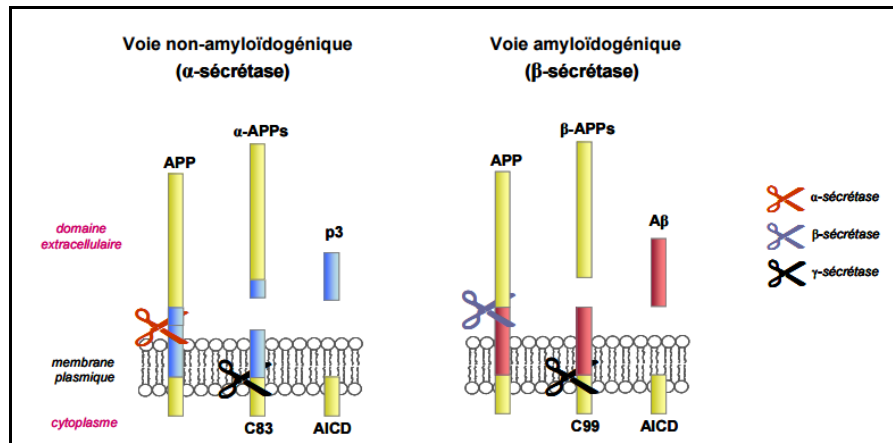 Voie non-amyloïdogénique
(α-sécrétase)
Voie amyloïdogénique
(β-sécrétase)
α-APPs
APP
p3
β-APPs
APP
Aβ
domaine
extracellulaire
α-sécrétase
β-sécrétase
γ-sécrétase
membrane
plasmique
cytoplasme
C83
AICD
C99
AICD